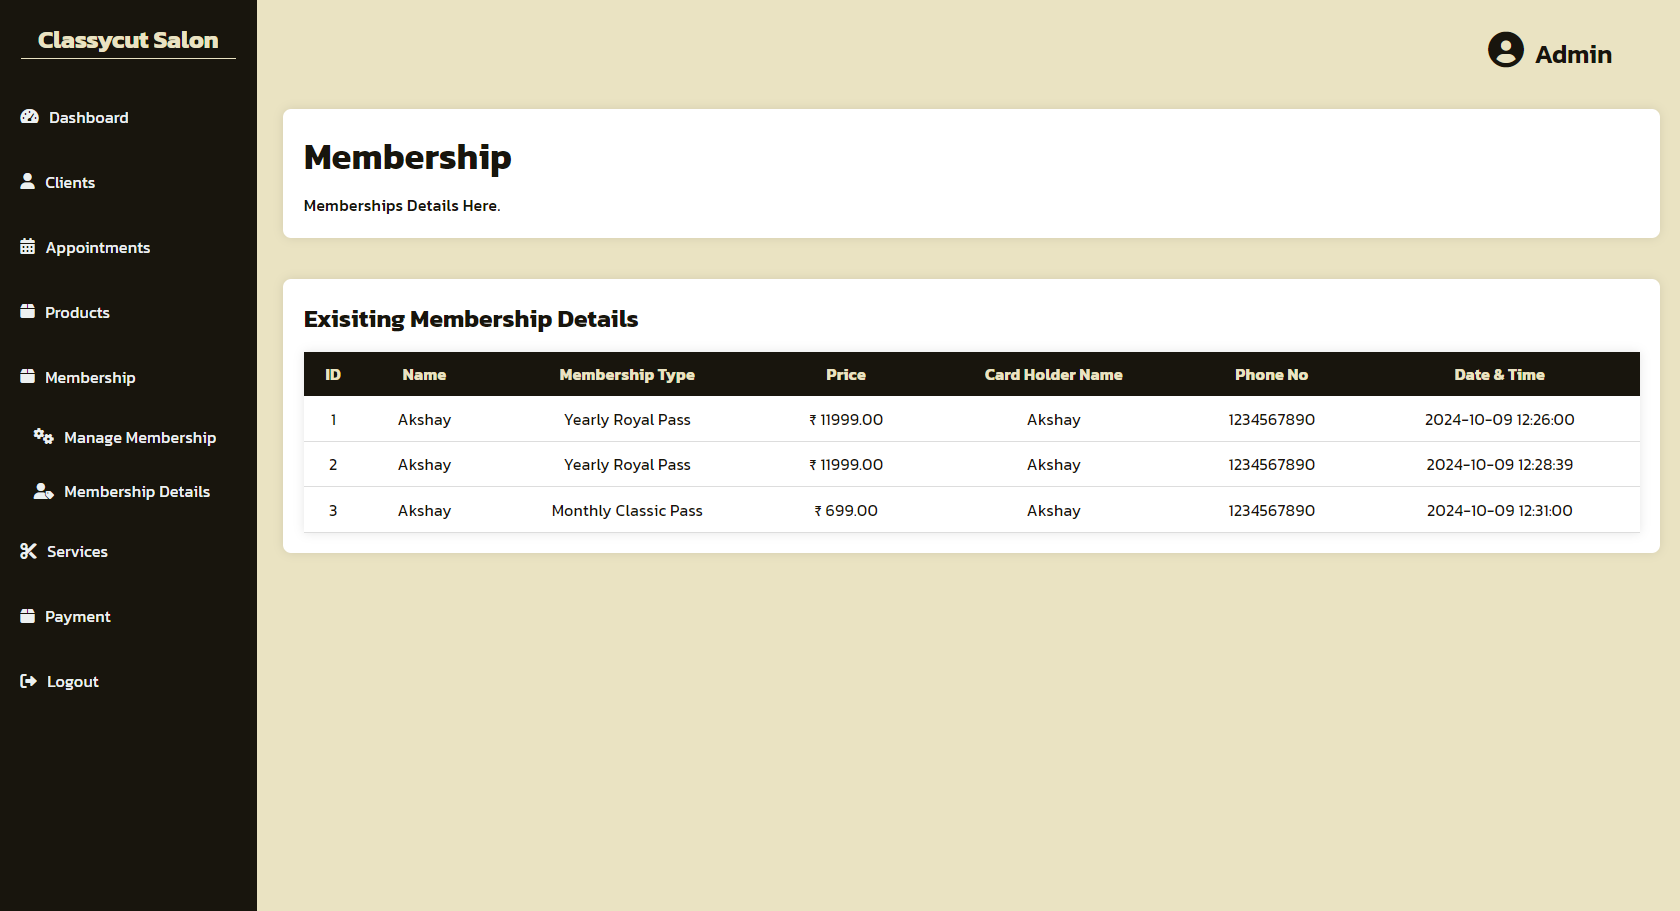 Classycut Salon
Admin
Dashboard
Clients
Appointments
Products
Membership
Manage Membership
Membership Details
Services
Payment
Logout
Membership
Memberships Details Here.
Exisiting Membership Details
ID Name Membership Type Price Card Holder Name Phone No Date & Time
1 Akshay Yearly Royal Pass ₹ 11999.00 Akshay 1234567890 2024-10-09 12:26:00
2 Akshay Yearly Royal Pass ₹ 11999.00 Akshay 1234567890 2024-10-09 12:28:39
3 Akshay Monthly Classic Pass ₹ 699.00 Akshay 1234567890 2024-10-09 12:31:00